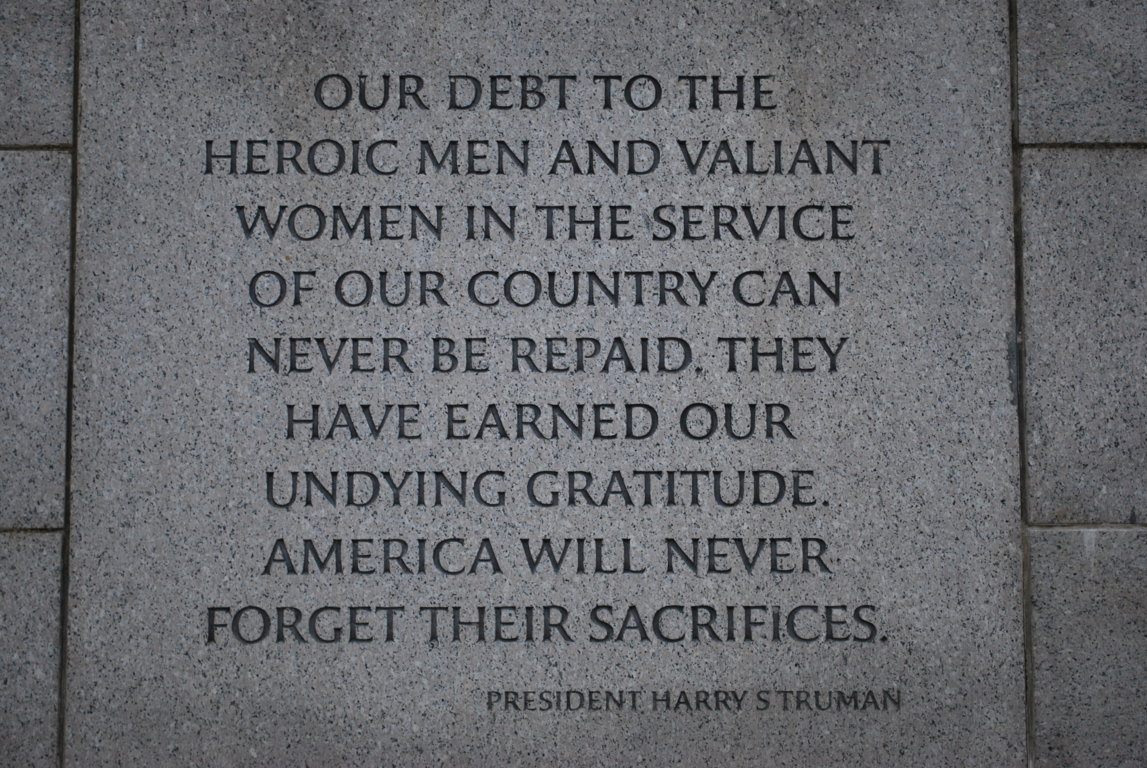 OUR DEBT TO THE
HEROIC MEN AND VALIANT
WOMEN IN THE SERVICE
OF OUR COUNTRY CAN
NEVER BE REPAID. THEY
HAVE EARNED OUR
UNDYING GRATITUDE.
AMERICA WILL NEVER
FORGET THEIR SACRIFICES.
PRESIDENT HARRY S TRUMAN